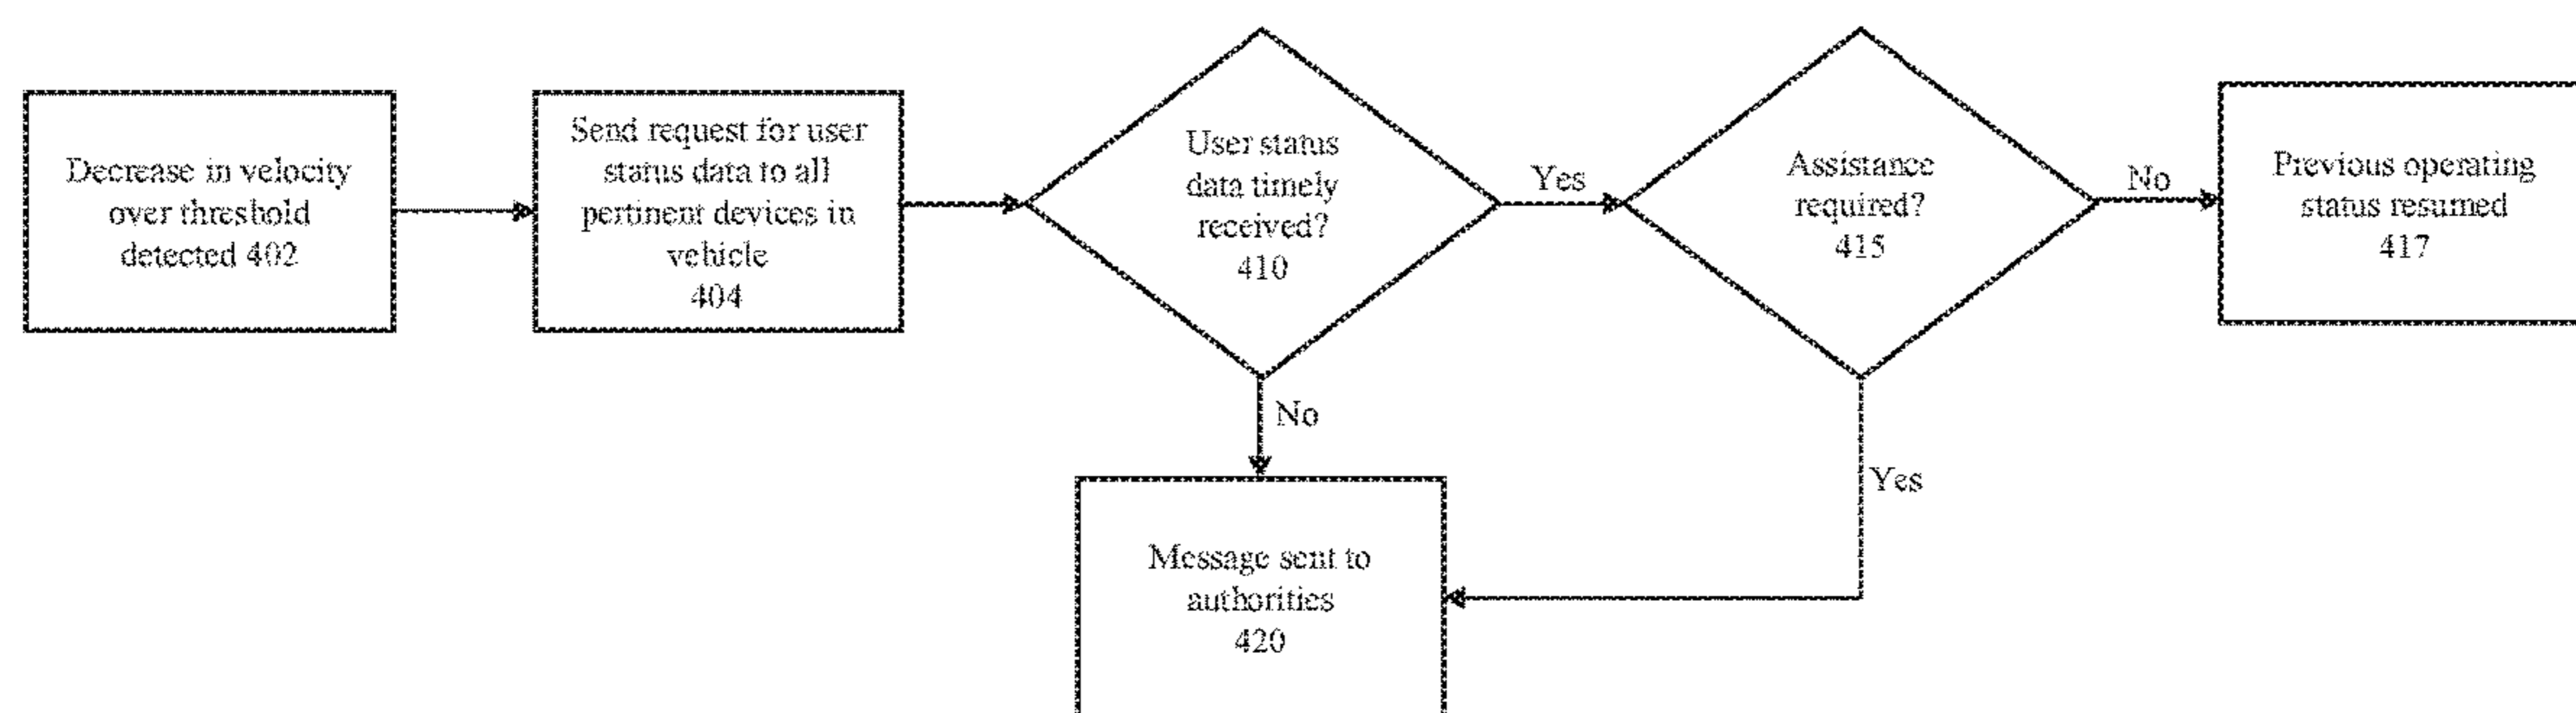 Decrease in velocity
over threshold
detected 402
Send request for user
status data to all
pertinent devices in
vehicle
404
User status
data timely
received?
410
Yes
Assistance
required?
415
No
Previous operating
status resumed
417
No
Yes
Message sent to
authorities
420